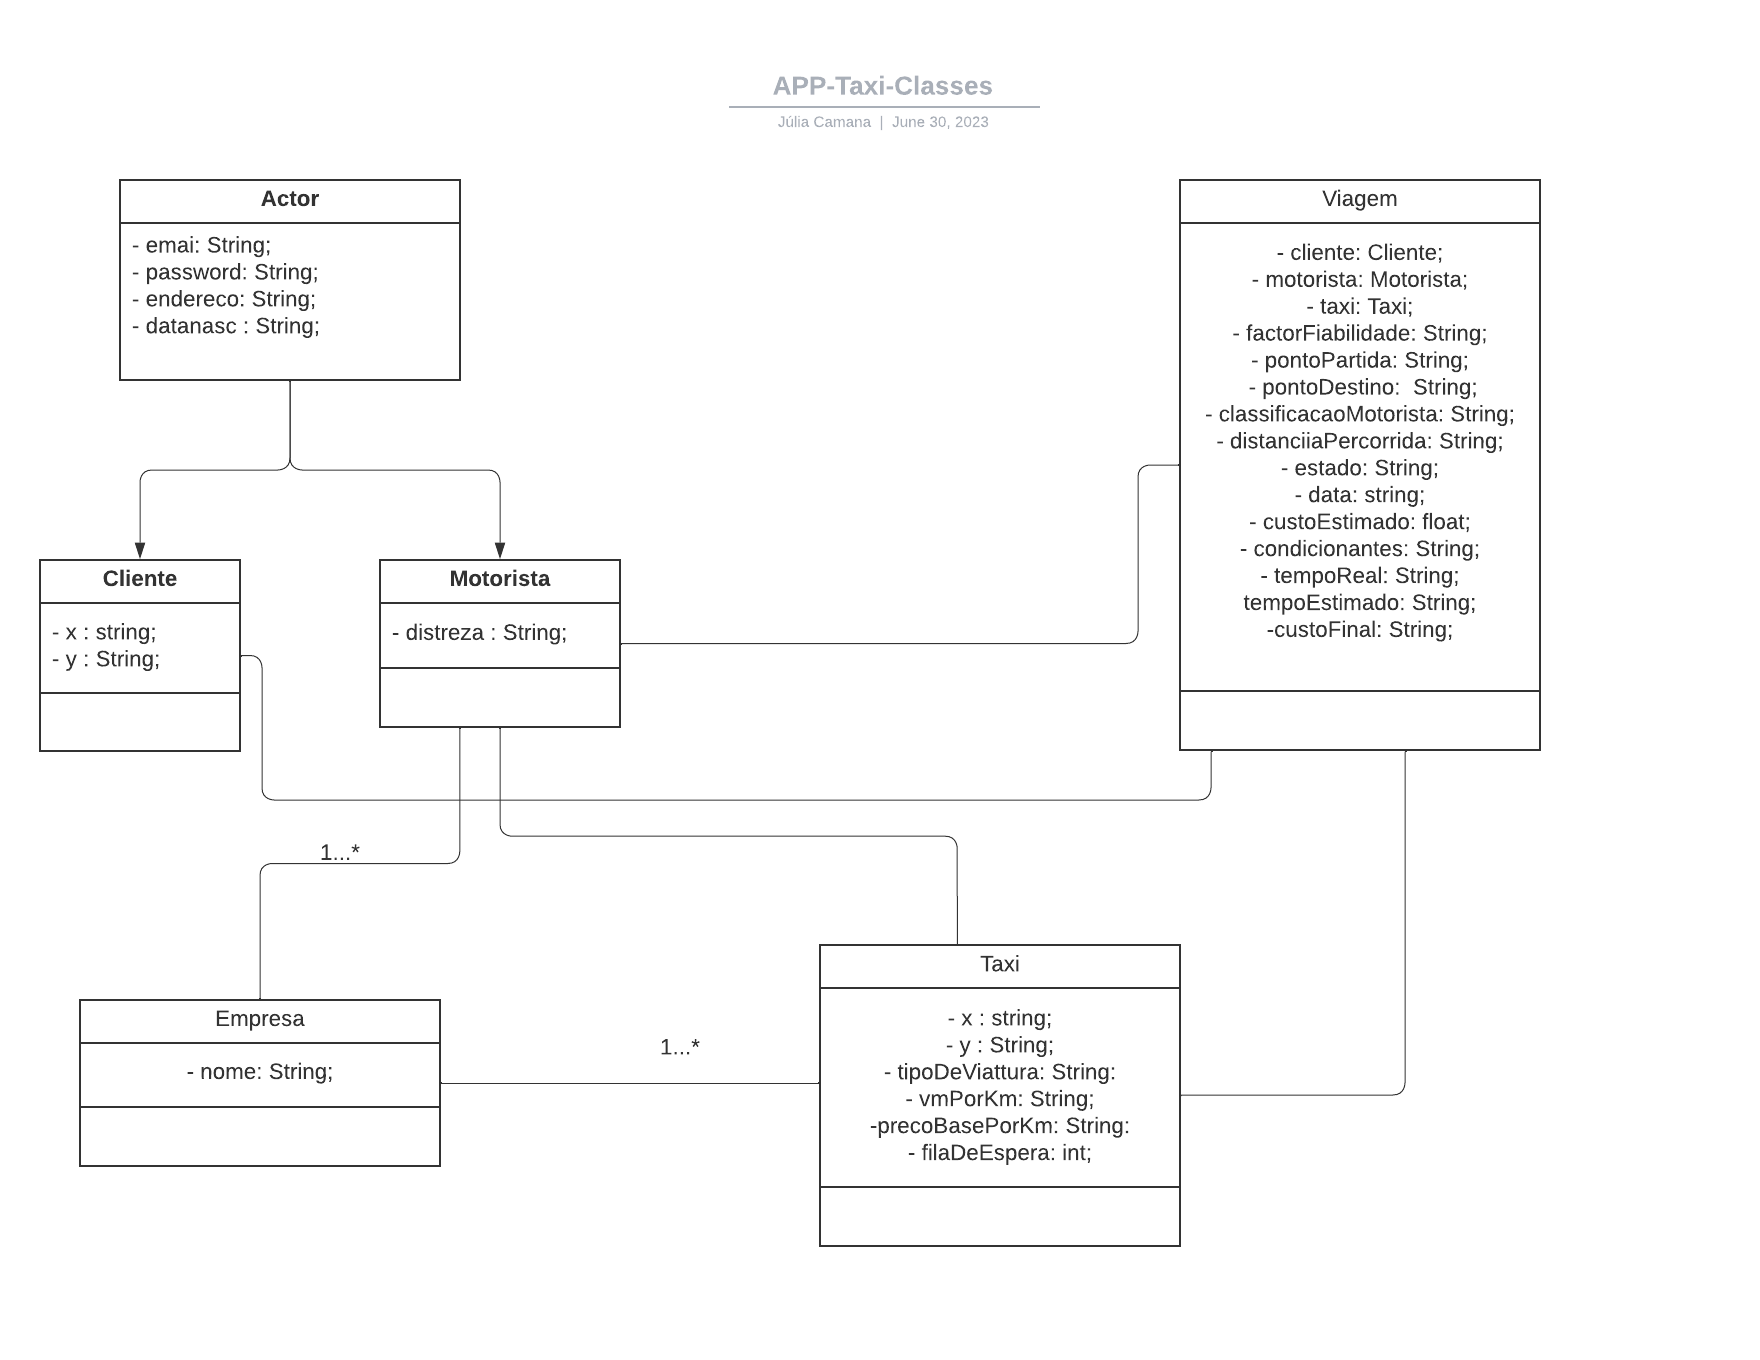 APP-Taxi-Classes
Júlia Camana | June 30, 2023
Actor
- emai: String;
- password: String;
- endereco: String;
- datanasc : String;
Viagem
- cliente: Cliente;
- motorista: Motorista;
- taxi: Taxi;
- factorFiabilidade: String;
- pontoPartida: String;
- pontoDestino:  String;
- classificacaoMotorista: String;
- distanciiaPercorrida: String;
- estado: String;
- data: string;
- custoEstimado: float;
- condicionantes: String;
- tempoReal: String;
tempoEstimado: String;
-custoFinal: String;
Cliente
- x : string;
- y : String;
Motorista
- distreza : String;
1...*
Empresa
- nome: String;
1...*
Taxi
- x : string;
- y : String;
- tipoDeViattura: String:
- vmPorKm: String;
-precoBasePorKm: String:
- filaDeEspera: int;